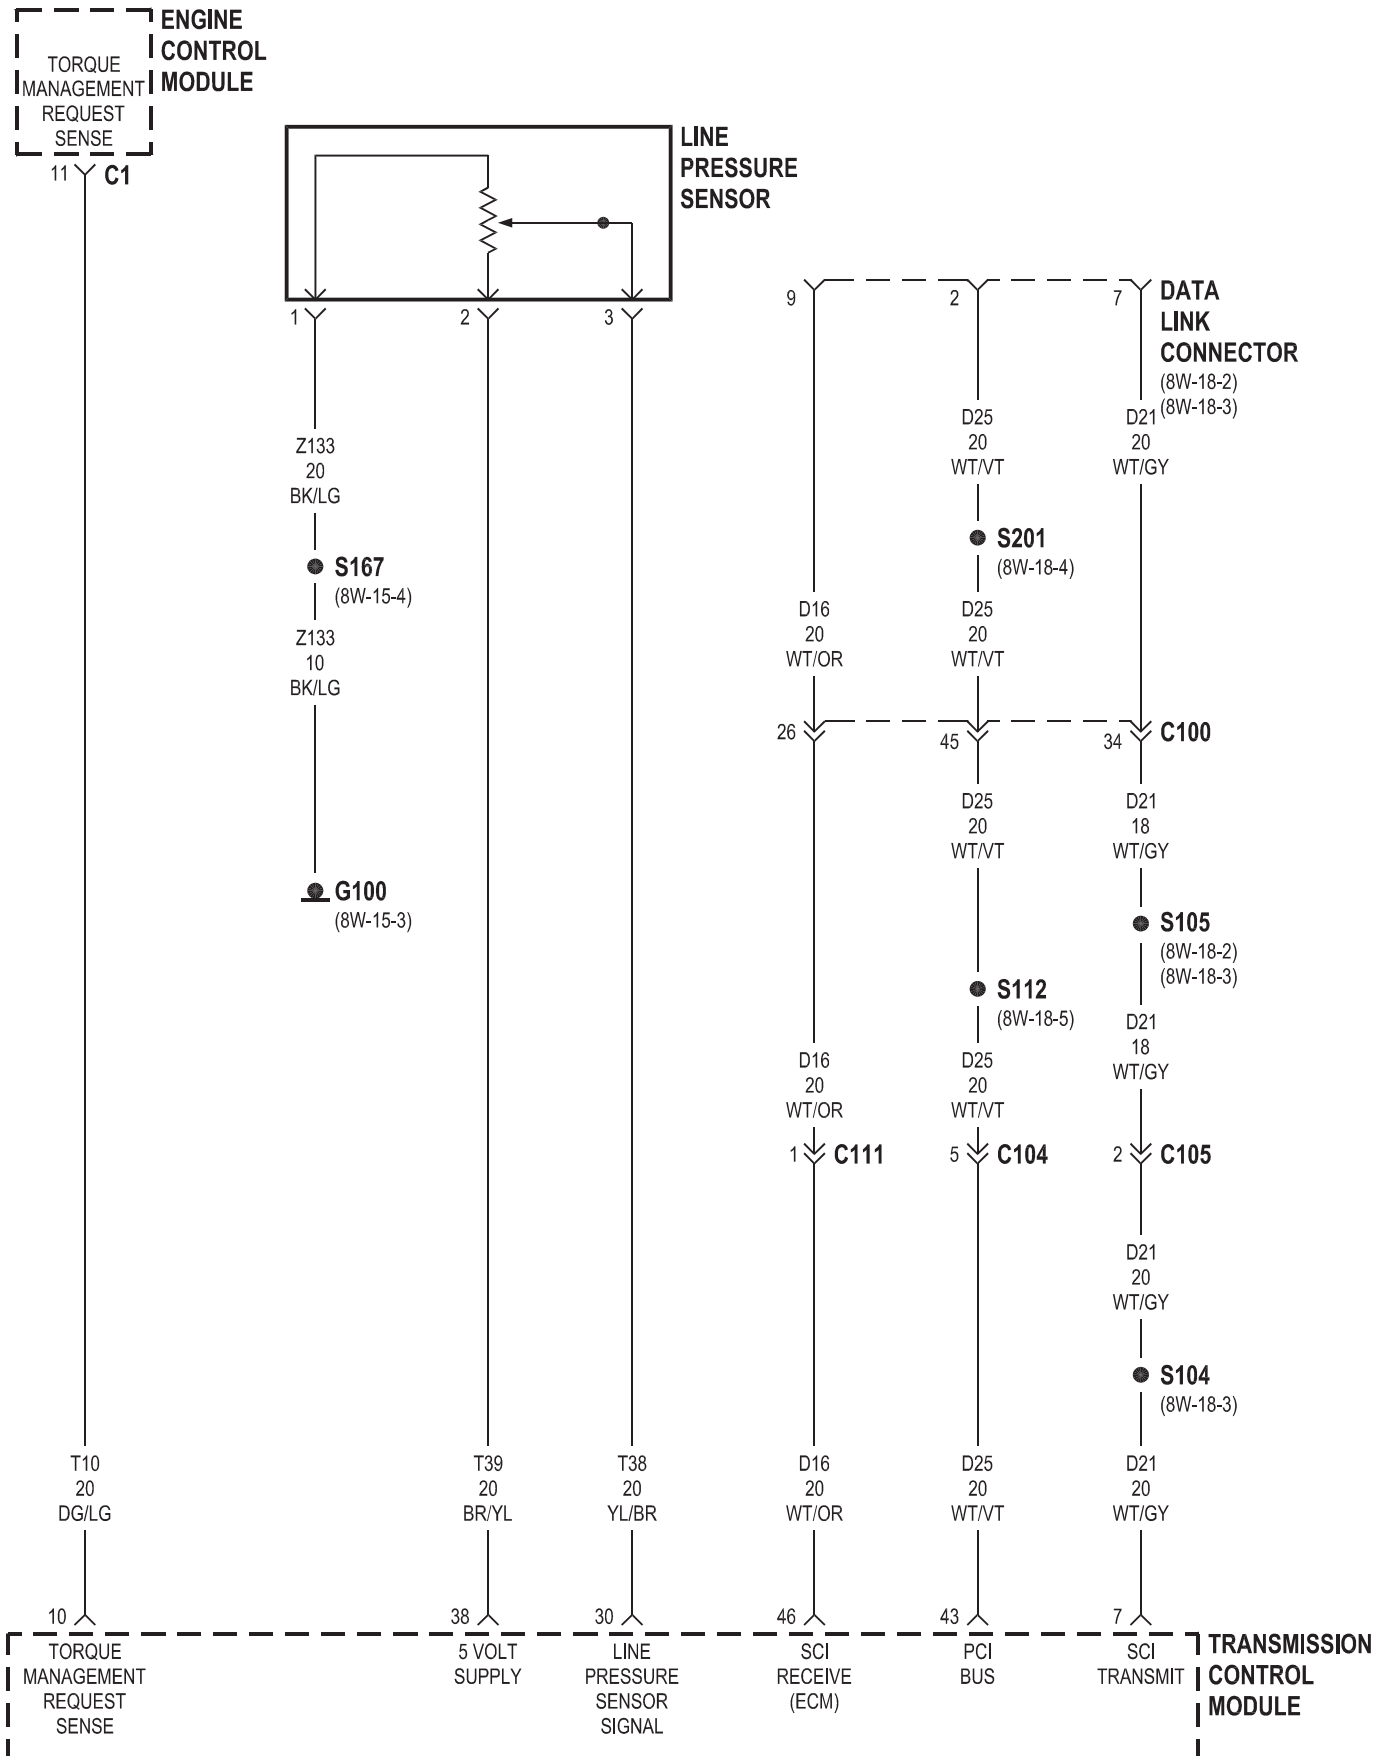 ENGINE
CONTROL
MODULE
TORQUE
MANAGEMENT
REQUEST
SENSE
11 C1
LINE
PRESSURE
SENSOR
1 2 3
9 2 7
DATA
LINK
CONNECTOR
(8W-18-2)
(8W-18-3)
Z133
20
BK/LG
S167
(8W-15-4)
Z133
10
BK/LG
G100
(8W-15-3)
D25
20
WT/VT
D21
20
WT/GY
S201
(8W-18-4)
D16
20
WT/OR
D25
20
WT/VT
26 45 34 C100
D25
20
WT/VT
D21
18
WT/GY
S105
(8W-18-2)
(8W-18-3)
S112
(8W-18-5)
D21
18
WT/GY
D16
20
WT/OR
D25
20
WT/VT
1 C111 5 C104 2 C105
D21
20
WT/GY
S104
(8W-18-3)
T10
20
DG/LG
T39
20
BR/YL
T38
20
YL/BR
D16
20
WT/OR
D25
20
WT/VT
D21
20
WT/GY
10 38 30 46 43 7
TORQUE
MANAGEMENT
REQUEST
SENSE
5 VOLT
SUPPLY
LINE
PRESSURE
SENSOR
SIGNAL
SCI
RECEIVE
(ECM)
PCI
BUS
SCI
TRANSMIT
TRANSMISSION
CONTROL
MODULE